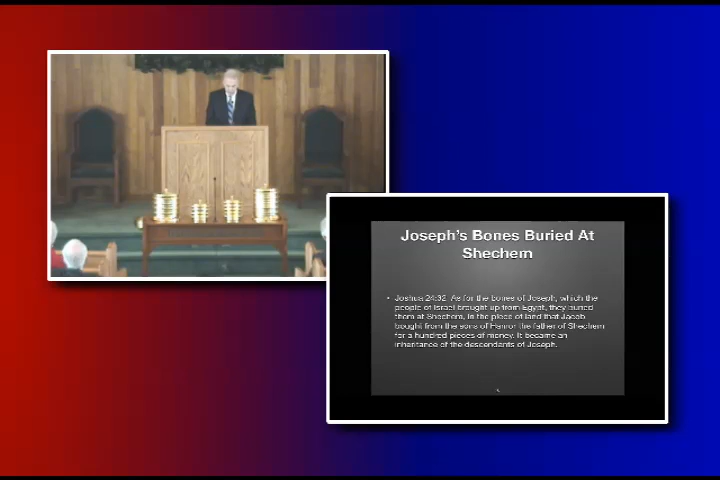 Joseph's Bones Buried At
Shechem
• Joshua 24:32 As for the bones of Joseph, which the
people of Israel brought up from Egypt, they buried
them at Shechem, in the piece of land that Jacob
bought from the sons of Hamor the father of Shechem
for a hundred pieces of money. It became an
inheritance of the descendants of Joseph.